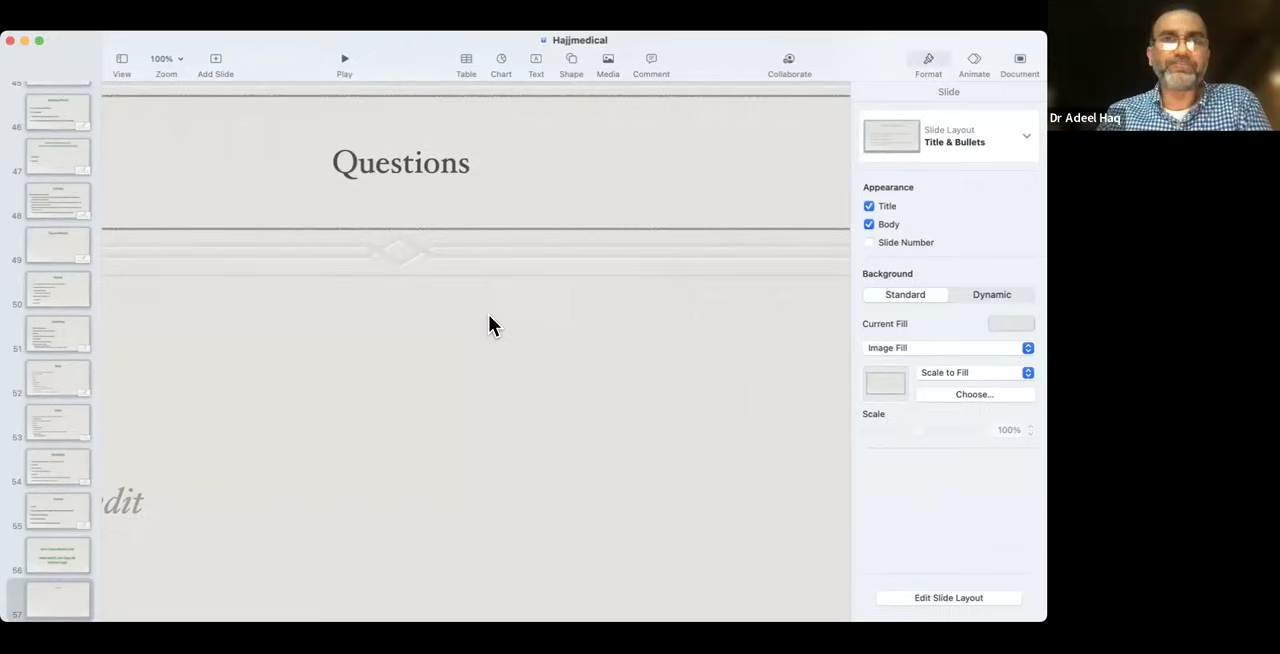 Hajjmedical
View
100%
Zoom
Add Slide
Play
Table
Chart
Text
Shape
Media
Comment
Collaborate
Format
Animate
Document
45
46
47
48
49
50
51
52
53
54
55
56
57
Questions
dit
Slide
Slide Layout
Title & Bullets
Appearance
Title
Body
Slide Number
Background
Standard
Dynamic
Current Fill
Image Fill
Scale to Fill
Choose...
Scale
100%
Edit Slide Layout
Dr Adeel Haq